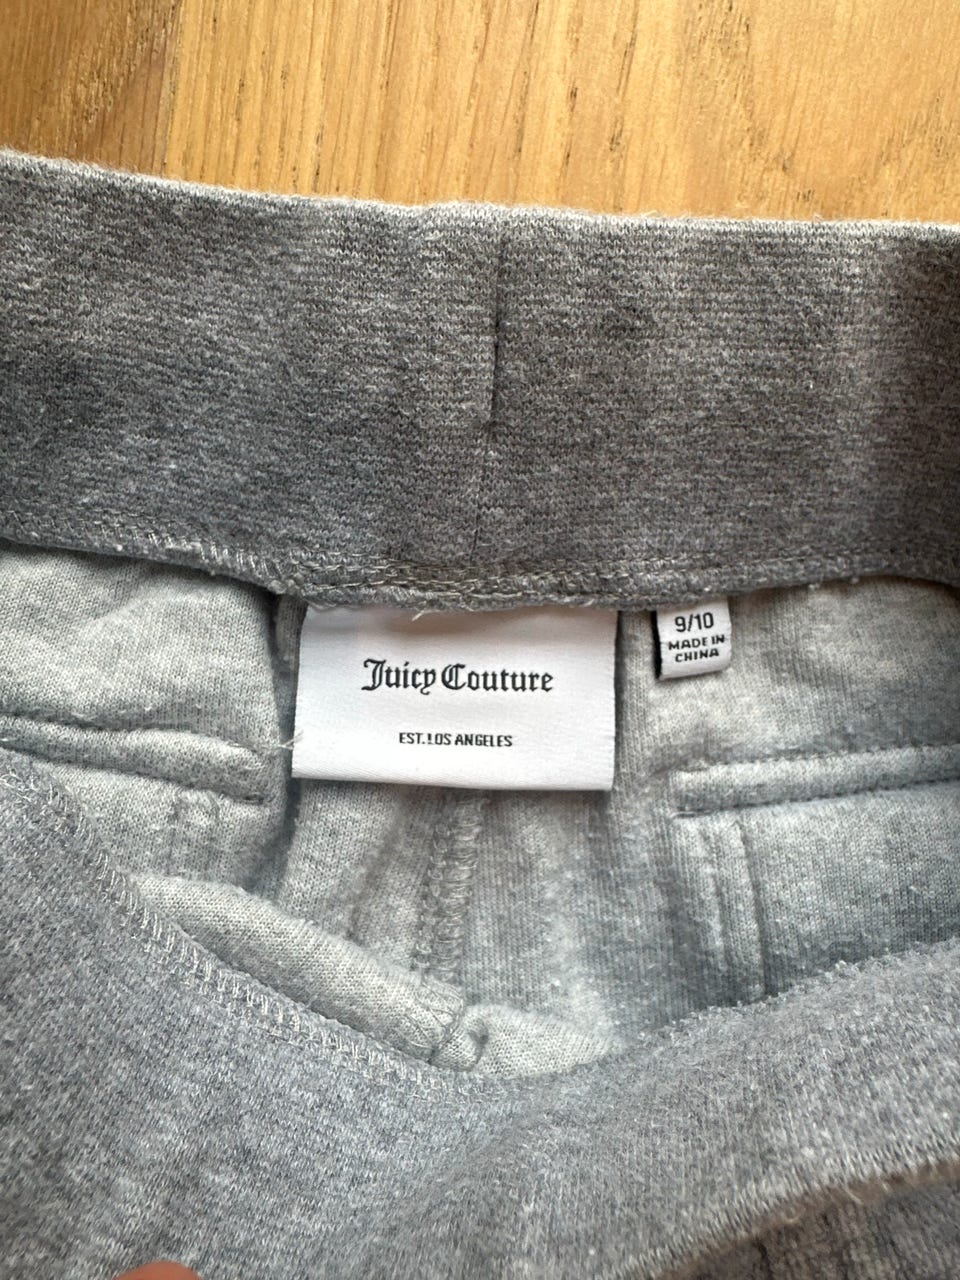 Juicy Couture
EST. LOS ANGELES
9/10
MADE IN
CHINA